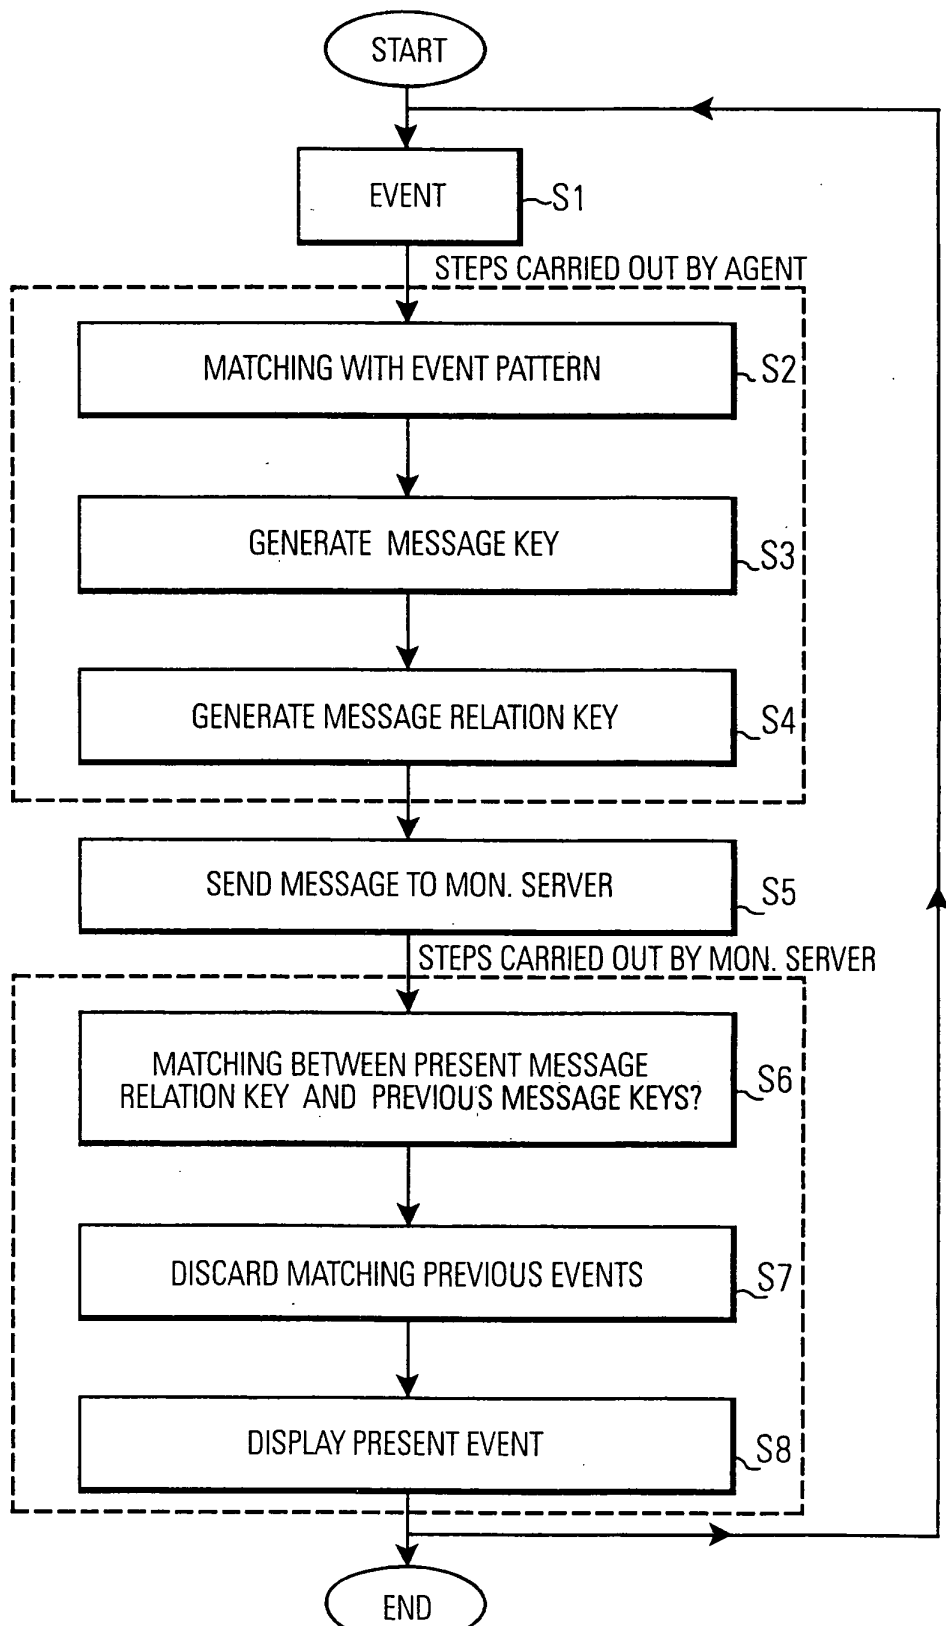 START
EVENT
S1
STEPS CARRIED OUT BY AGENT
MATCHING WITH EVENT PATTERN
S2
GENERATE MESSAGE KEY
S3
GENERATE MESSAGE RELATION KEY
S4
SEND MESSAGE TO MON. SERVER
S5
STEPS CARRIED OUT BY MON. SERVER
MATCHING BETWEEN PRESENT MESSAGE
RELATION KEY AND PREVIOUS MESSAGE KEYS?
S6
DISCARD MATCHING PREVIOUS EVENTS
S7
DISPLAY PRESENT EVENT
S8
END